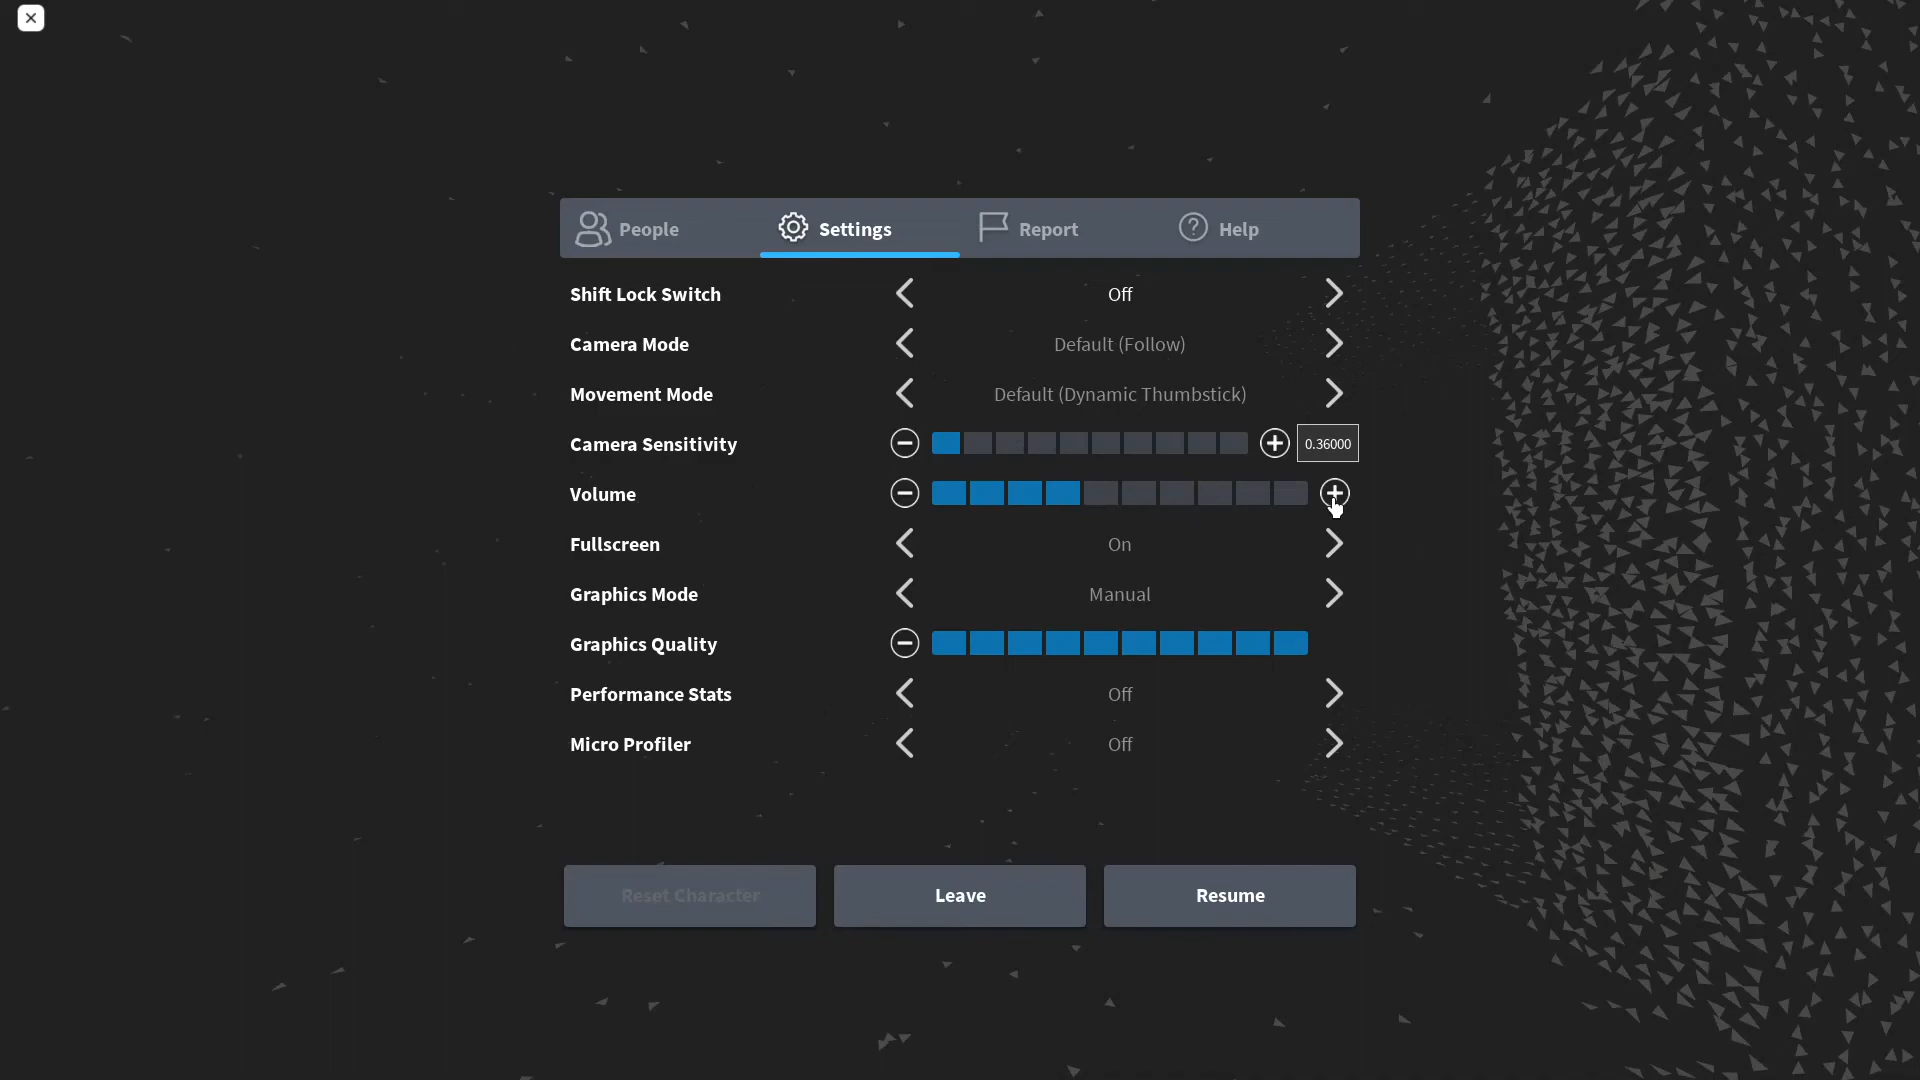 People Settings Report Help
Shift Lock Switch Off
Camera Mode Default (Follow)
Movement Mode Default (Dynamic Thumbstick)
Camera Sensitivity 0.36000
Volume
Fullscreen On
Graphics Mode Manual
Graphics Quality
Performance Stats Off
Micro Profiler Off
Reset Character Leave Resume